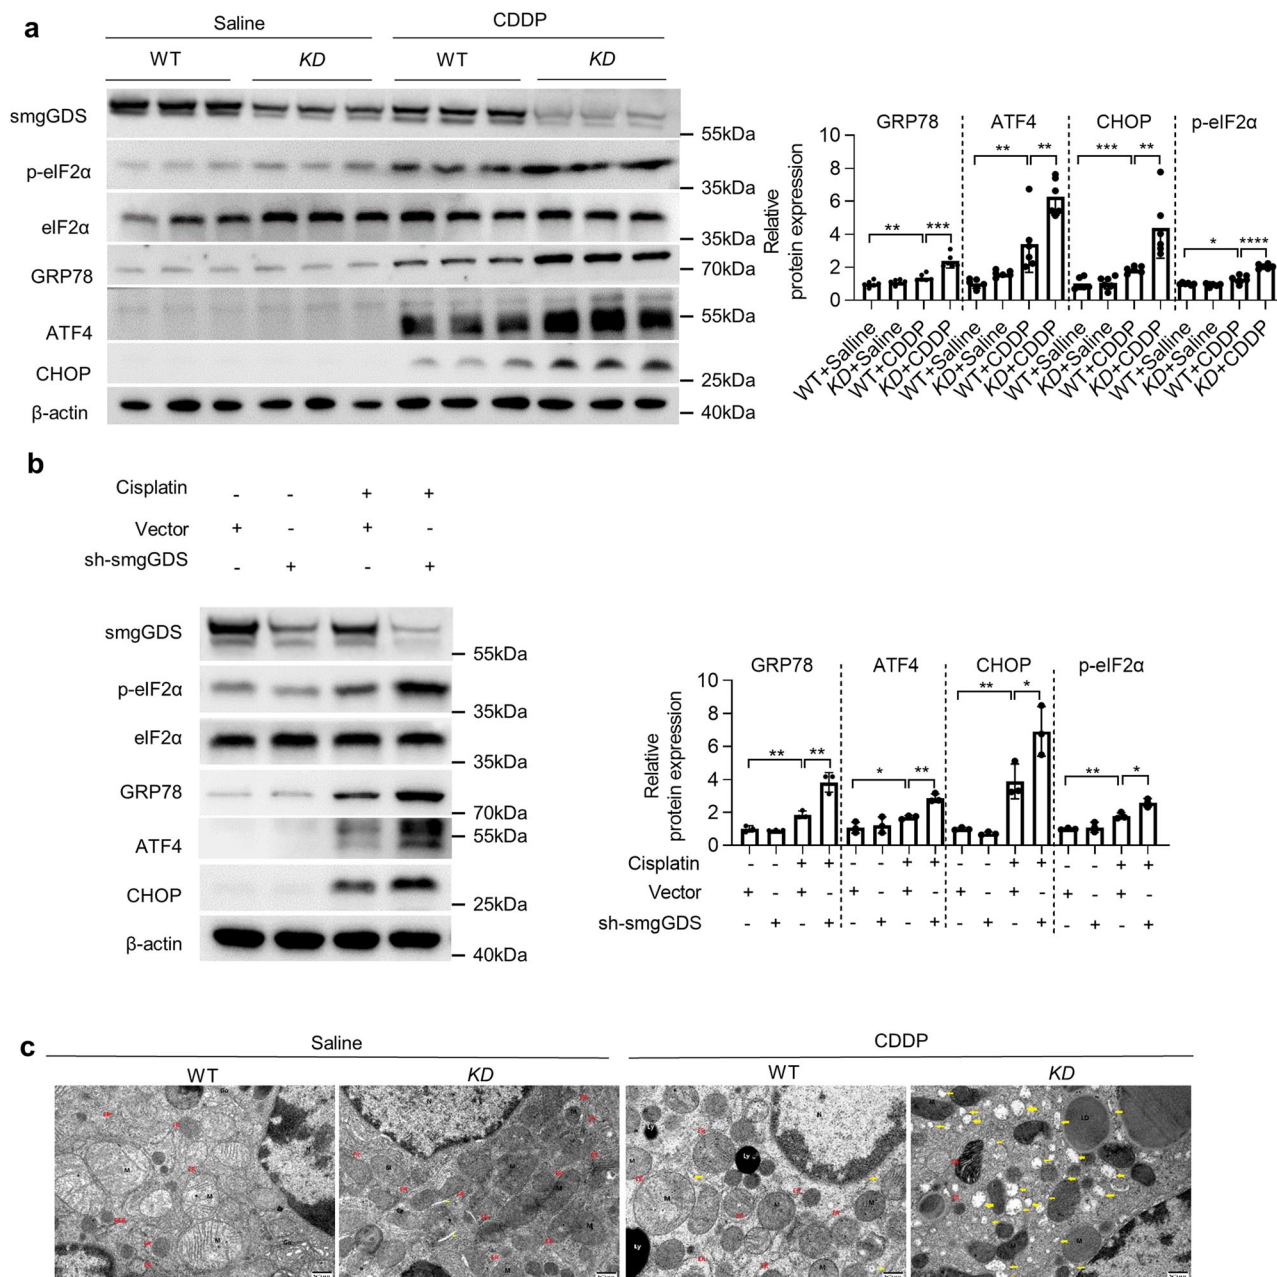 a
Saline
CDDP
WT
KD
WT
KD
smgGDS
55kDa
p-eIF2α
35kDa
eIF2α
35kDa
GRP78
70kDa
ATF4
55kDa
CHOP
25kDa
β-actin
40kDa
GRP78 ATF4 CHOP p-eIF2α
Relative
protein expression
10
8
6
4
2
0
** *** ** ** *** ** * ****
WT+Saline
KD+Saline
WT+CDDP
KD+CDDP
WT+Saline
KD+Saline
WT+CDDP
KD+CDDP
WT+Saline
KD+Saline
WT+CDDP
KD+CDDP
WT+Saline
KD+Saline
WT+CDDP
KD+CDDP
b
Cisplatin - - + +
Vector + - + -
sh-smgGDS - + - +
smgGDS
55kDa
p-eIF2α
35kDa
eIF2α
35kDa
GRP78
70kDa
ATF4
55kDa
CHOP
25kDa
β-actin
40kDa
GRP78 ATF4 CHOP p-eIF2α
Relative
protein expression
10
8
6
4
2
0
** ** * ** ** * ** *
Cisplatin - - + + - - + + - - + + - - + +
Vector + - + - + - + - + - + - + - + -
sh-smgGDS - + - + - + - + - + - + - + - +
c
Saline
CDDP
WT
KD
WT
KD
M
M
M
N
M
M
N
Ly
Ly
Ly
M
M
M
M
ER
LD
M